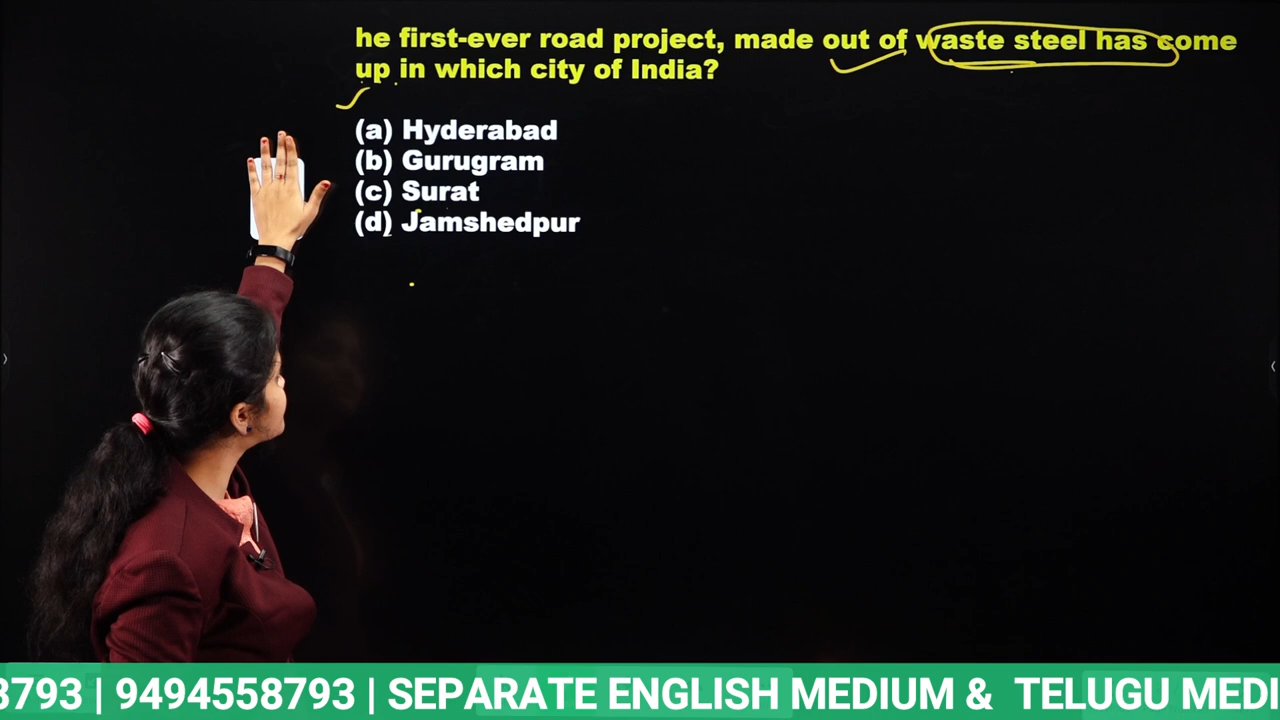 he first-ever road project, made out of waste steel has come
up in which city of India?
(a) Hyderabad
(b) Gurugram
(c) Surat
(d) Jamshedpur
8793 | 9494558793 | SEPARATE ENGLISH MEDIUM & TELUGU MEDI